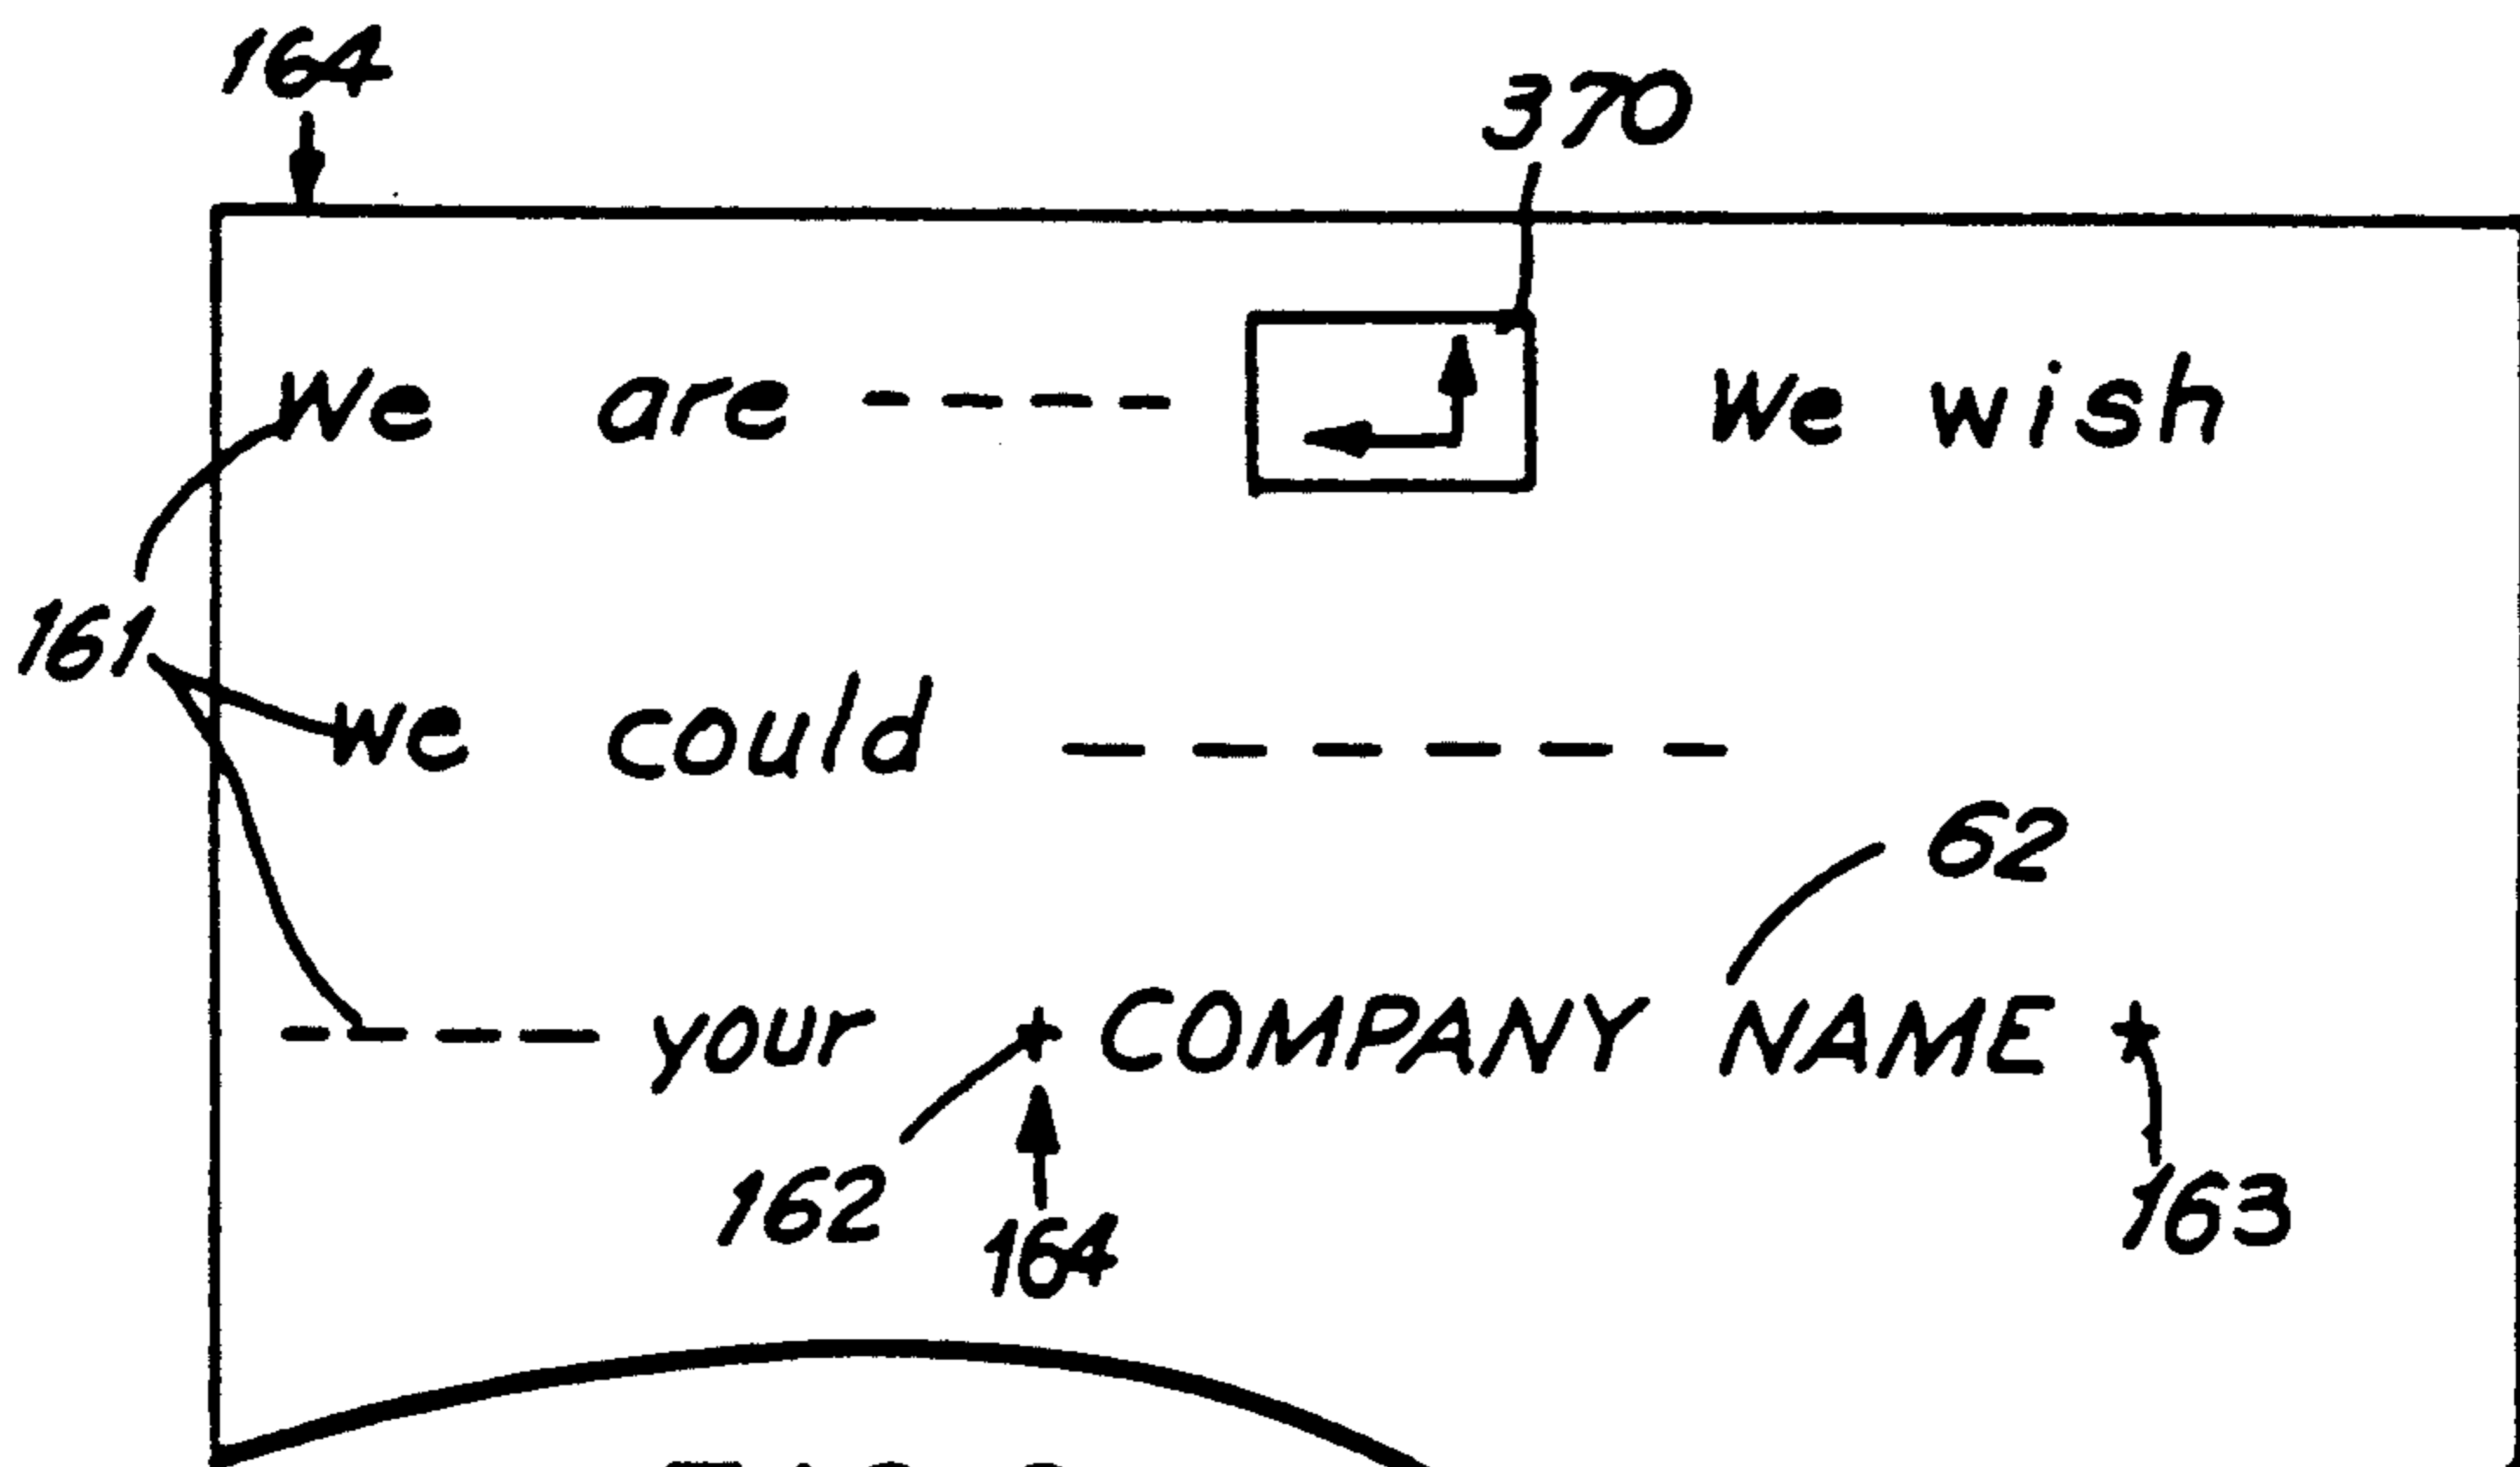 164
370
We are ---- We wish
161
we could ------
62
---- your * COMPANY NAME *
162
164
163